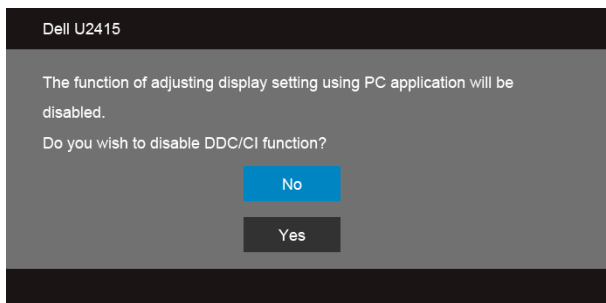 Dell U2415
The function of adjusting display setting using PC application will be
disabled.
Do you wish to disable DDC/CI function?
No
Yes